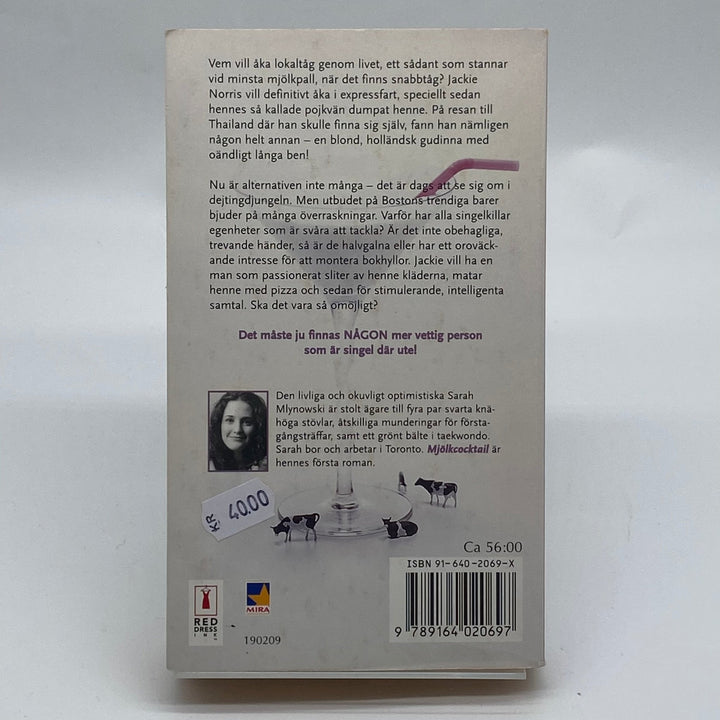 Vem vill åka lokaltåg genom livet, ett sådant som stannar
vid minsta mjölkpall, när det finns snabbtåg? Jackie
Norris vill definitivt åka i expressfart, speciellt sedan
hennes så kallade pojkvän dumpat henne. På resan till
Thailand där han skulle finna sig själv, fann han nämligen
någon helt annan – en blond, holländsk gudinna med
oändligt långa ben!
Nu är alternativen inte många – det är dags att se sig om i
dejtingdjungeln. Men utbudet på Bostons trendiga barer
bjuder på många överraskningar. Varför har alla singelkillar
egenheter som är svåra att tackla? Är det inte obehagliga,
trevande händer, så är de halvgalna eller har ett oroväck-
ande intresse för att montera bokhyllor. Jackie vill ha en
man som passionerat sliter av henne kläderna, matar
henne med pizza och sedan för stimulerande, intelligenta
samtal. Ska det vara så omöjligt?
Det måste ju finnas NÅGON mer vettig person
som är singel där ute!
Den livliga och okuvligt optimistiska Sarah
Mlynowski är stolt ägare till fyra par svarta knä-
höga stövlar, åtskilliga munderingar för första-
gångsträffar, samt ett grönt bälte i taekwondo.
Sarah bor och arbetar i Toronto. Mjölkcocktail är
hennes första roman.
KR 40.00
Ca 56:00
ISBN 91-640-2069-X
9 789164 020697
RED
DRESS
INK
MIRA
190209